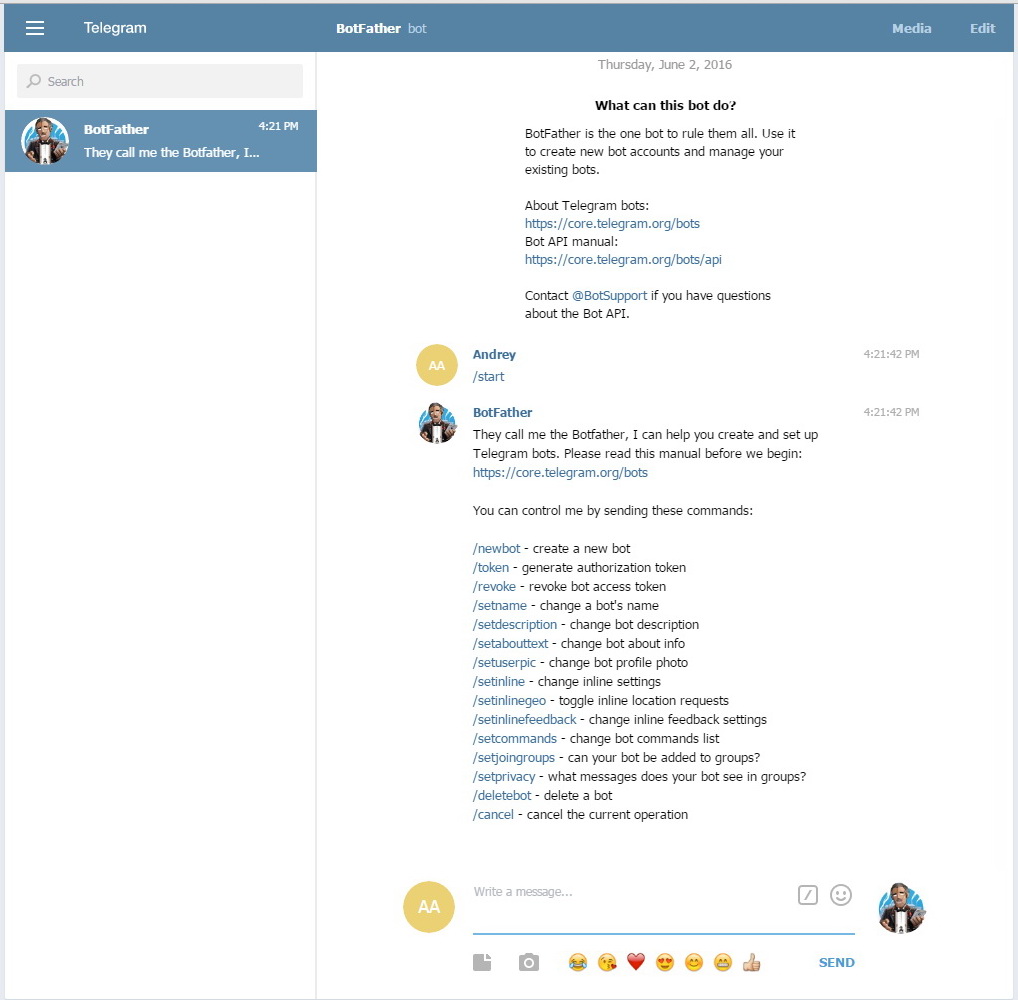 Telegram
BotFather bot
Media
Edit
Search
BotFather
4:21 PM
They call me the Botfather, I...
Thursday, June 2, 2016
What can this bot do?
BotFather is the one bot to rule them all. Use it
to create new bot accounts and manage your
existing bots.
About Telegram bots:
https://core.telegram.org/bots
Bot API manual:
https://core.telegram.org/bots/api
Contact @BotSupport if you have questions
about the Bot API.
AA
Andrey
4:21:42 PM
/start
BotFather
4:21:42 PM
They call me the Botfather, I can help you create and set up
Telegram bots. Please read this manual before we begin:
https://core.telegram.org/bots
You can control me by sending these commands:
/newbot - create a new bot
/token - generate authorization token
/revoke - revoke bot access token
/setname - change a bot's name
/setdescription - change bot description
/setabouttext - change bot about info
/setuserpic - change bot profile photo
/setinline - change inline settings
/setinlinegeo - toggle inline location requests
/setinlinefeedback - change inline feedback settings
/setcommands - change bot commands list
/setjoingroups - can your bot be added to groups?
/setprivacy - what messages does your bot see in groups?
/deletebot - delete a bot
/cancel - cancel the current operation
AA
Write a message...
SEND